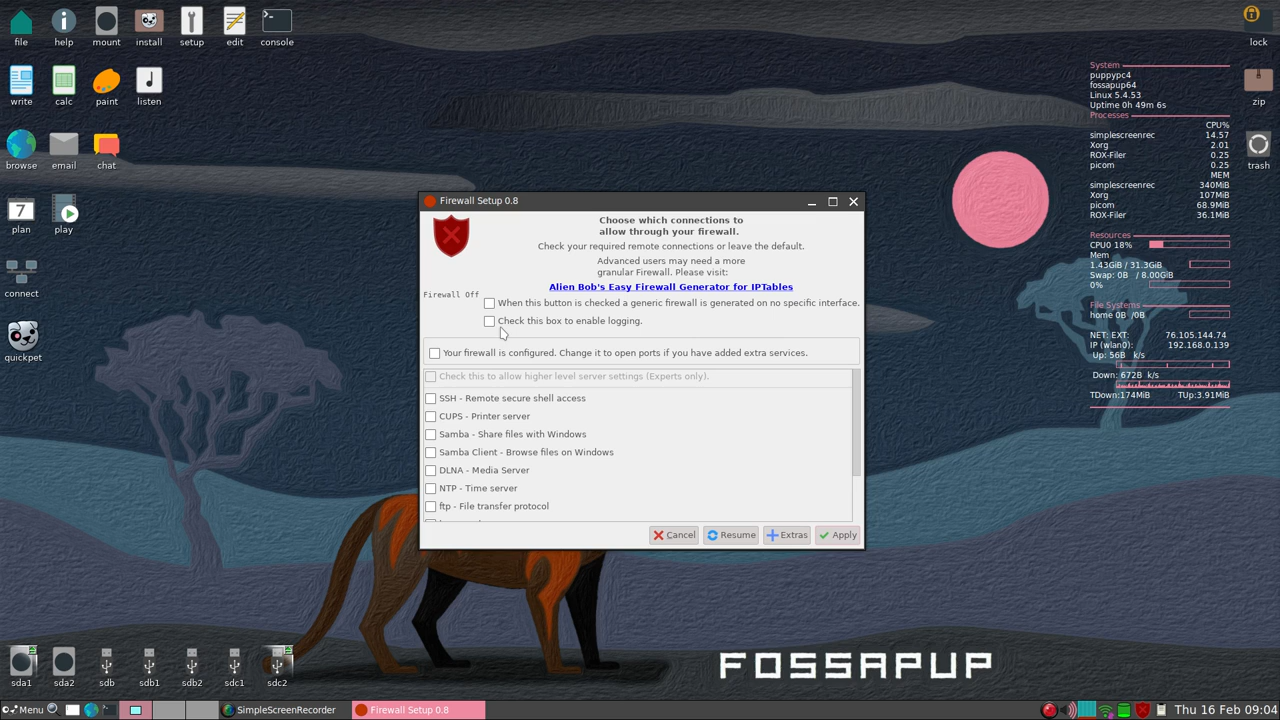 file
help
mount
install
setup
edit
console
lock
write
calc
paint
listen
zip
browse
email
chat
trash
7
plan
play
connect
quickpet
System
puppypc4
fossapup64
Linux 5.4.53
Uptime 0h 49m 6s
Processes
CPU%
simplescreenrec 14.57
Xorg 2.01
ROX-Filer 0.25
picom 0.25
MEM
simplescreenrec 340MiB
Xorg 107MiB
picom 68.9MiB
ROX-Filer 36.1MiB
Resources
CPU0 18%
Mem
1.43GiB / 31.3GiB
Swap: 0B / 8.00GiB
0%
File Systems
home 0B /0B
NET: EXT: 76.105.144.74
IP (wlan0): 192.168.0.139
Up: 56B k/s
Down: 672B k/s
TDown:174MiB TUp:3.91MiB
Firewall Setup 0.8
Choose which connections to
allow through your firewall.
Check your required remote connections or leave the default.
Advanced users may need a more
granular Firewall. Please visit:
Alien Bob's Easy Firewall Generator for IPTables
Firewall Off
When this button is checked a generic firewall is generated on no specific interface.
Check this box to enable logging.
Your firewall is configured. Change it to open ports if you have added extra services.
Check this to allow higher level server settings (Experts only).
SSH - Remote secure shell access
CUPS - Printer server
Samba - Share files with Windows
Samba Client - Browse files on Windows
DLNA - Media Server
NTP - Time server
ftp - File transfer protocol
Cancel
Resume
Extras
Apply
FOSSAPUP
sda1
sda2
sdb
sdb1
sdb2
sdc1
sdc2
Menu
SimpleScreenRecorder
Firewall Setup 0.8
Thu 16 Feb 09:04